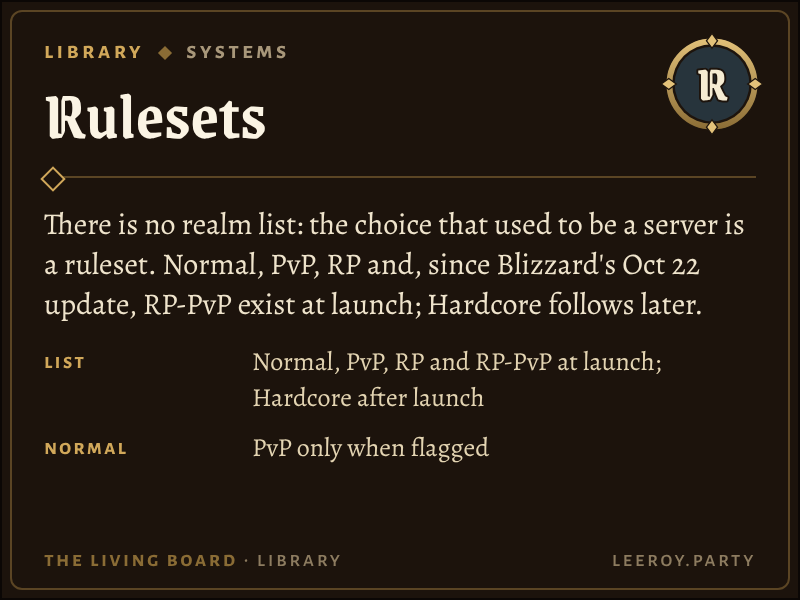 LIBRARY ◆ SYSTEMS
R
Rulesets
There is no realm list: the choice that used to be a server is
a ruleset. Normal, PvP, RP and, since Blizzard's Oct 22
update, RP-PvP exist at launch; Hardcore follows later.
LIST Normal, PvP, RP and RP-PvP at launch;
Hardcore after launch
NORMAL PvP only when flagged
THE LIVING BOARD · LIBRARY LEEROY.PARTY